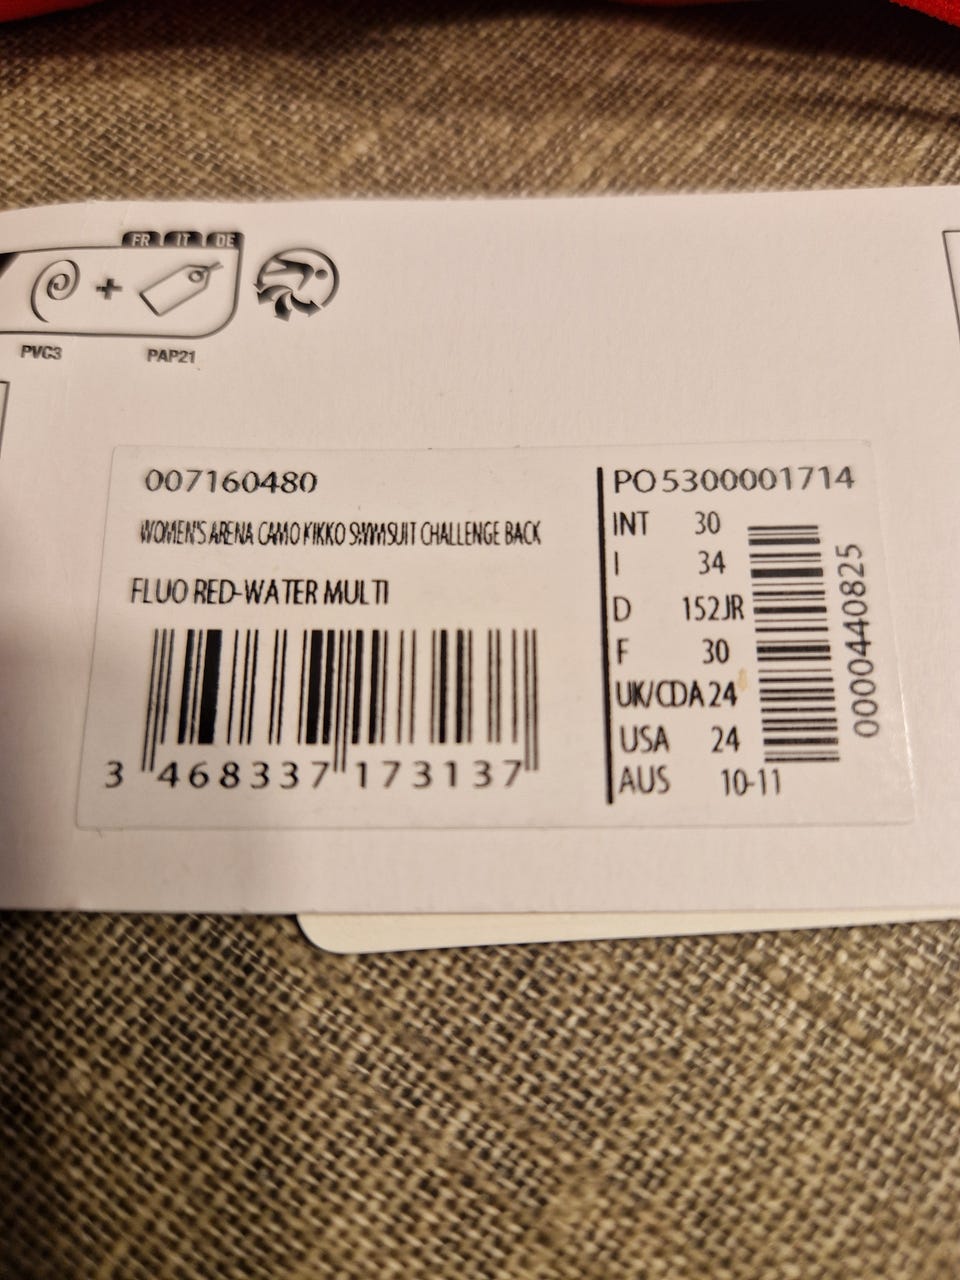 FR IT DE
+
PVC3 PAP21
007160480
WOMEN'S ARENA CAMO KIKKO SWIMSUIT CHALLENGE BACK
FLUO RED-WATER MULTI
3 468337 173137
PO 5300001714
INT 30
I 34
D 152JR
F 30
UK/CDA 24
USA 24
AUS 10-11
0000440825